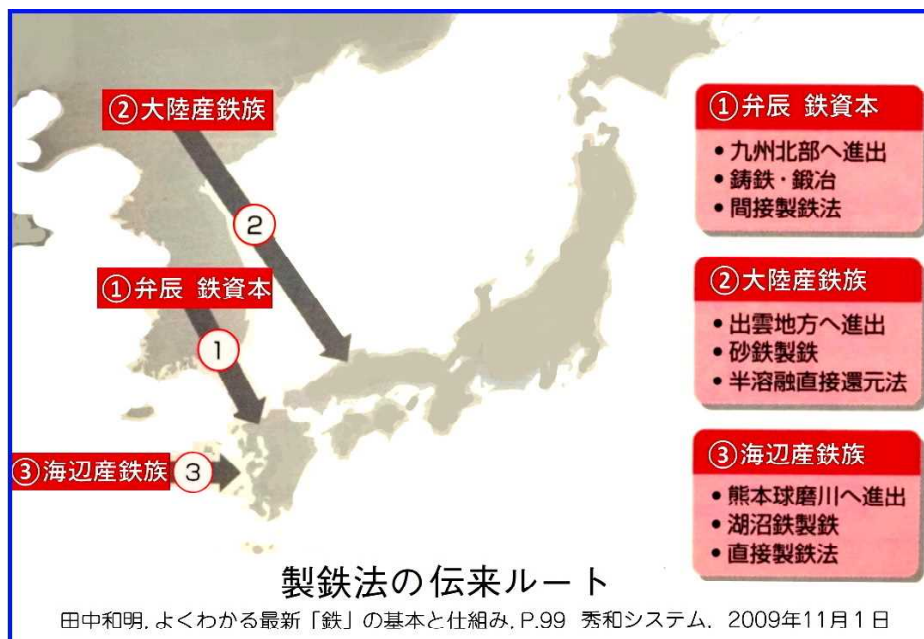 ②大陸産鉄族
2
①弁辰 鉄資本
1
③海辺産鉄族
3
①弁辰 鉄資本
• 九州北部へ進出
• 鋳鉄・鍛冶
• 間接製鉄法
②大陸産鉄族
• 出雲地方へ進出
• 砂鉄製鉄
• 半溶融直接還元法
③海辺産鉄族
• 熊本球磨川へ進出
• 湖沼鉄製鉄
• 直接製鉄法
製鉄法の伝来ルート
田中和明, よくわかる最新「鉄」の基本と仕組み, P.99 秀和システム, 2009年11月1日